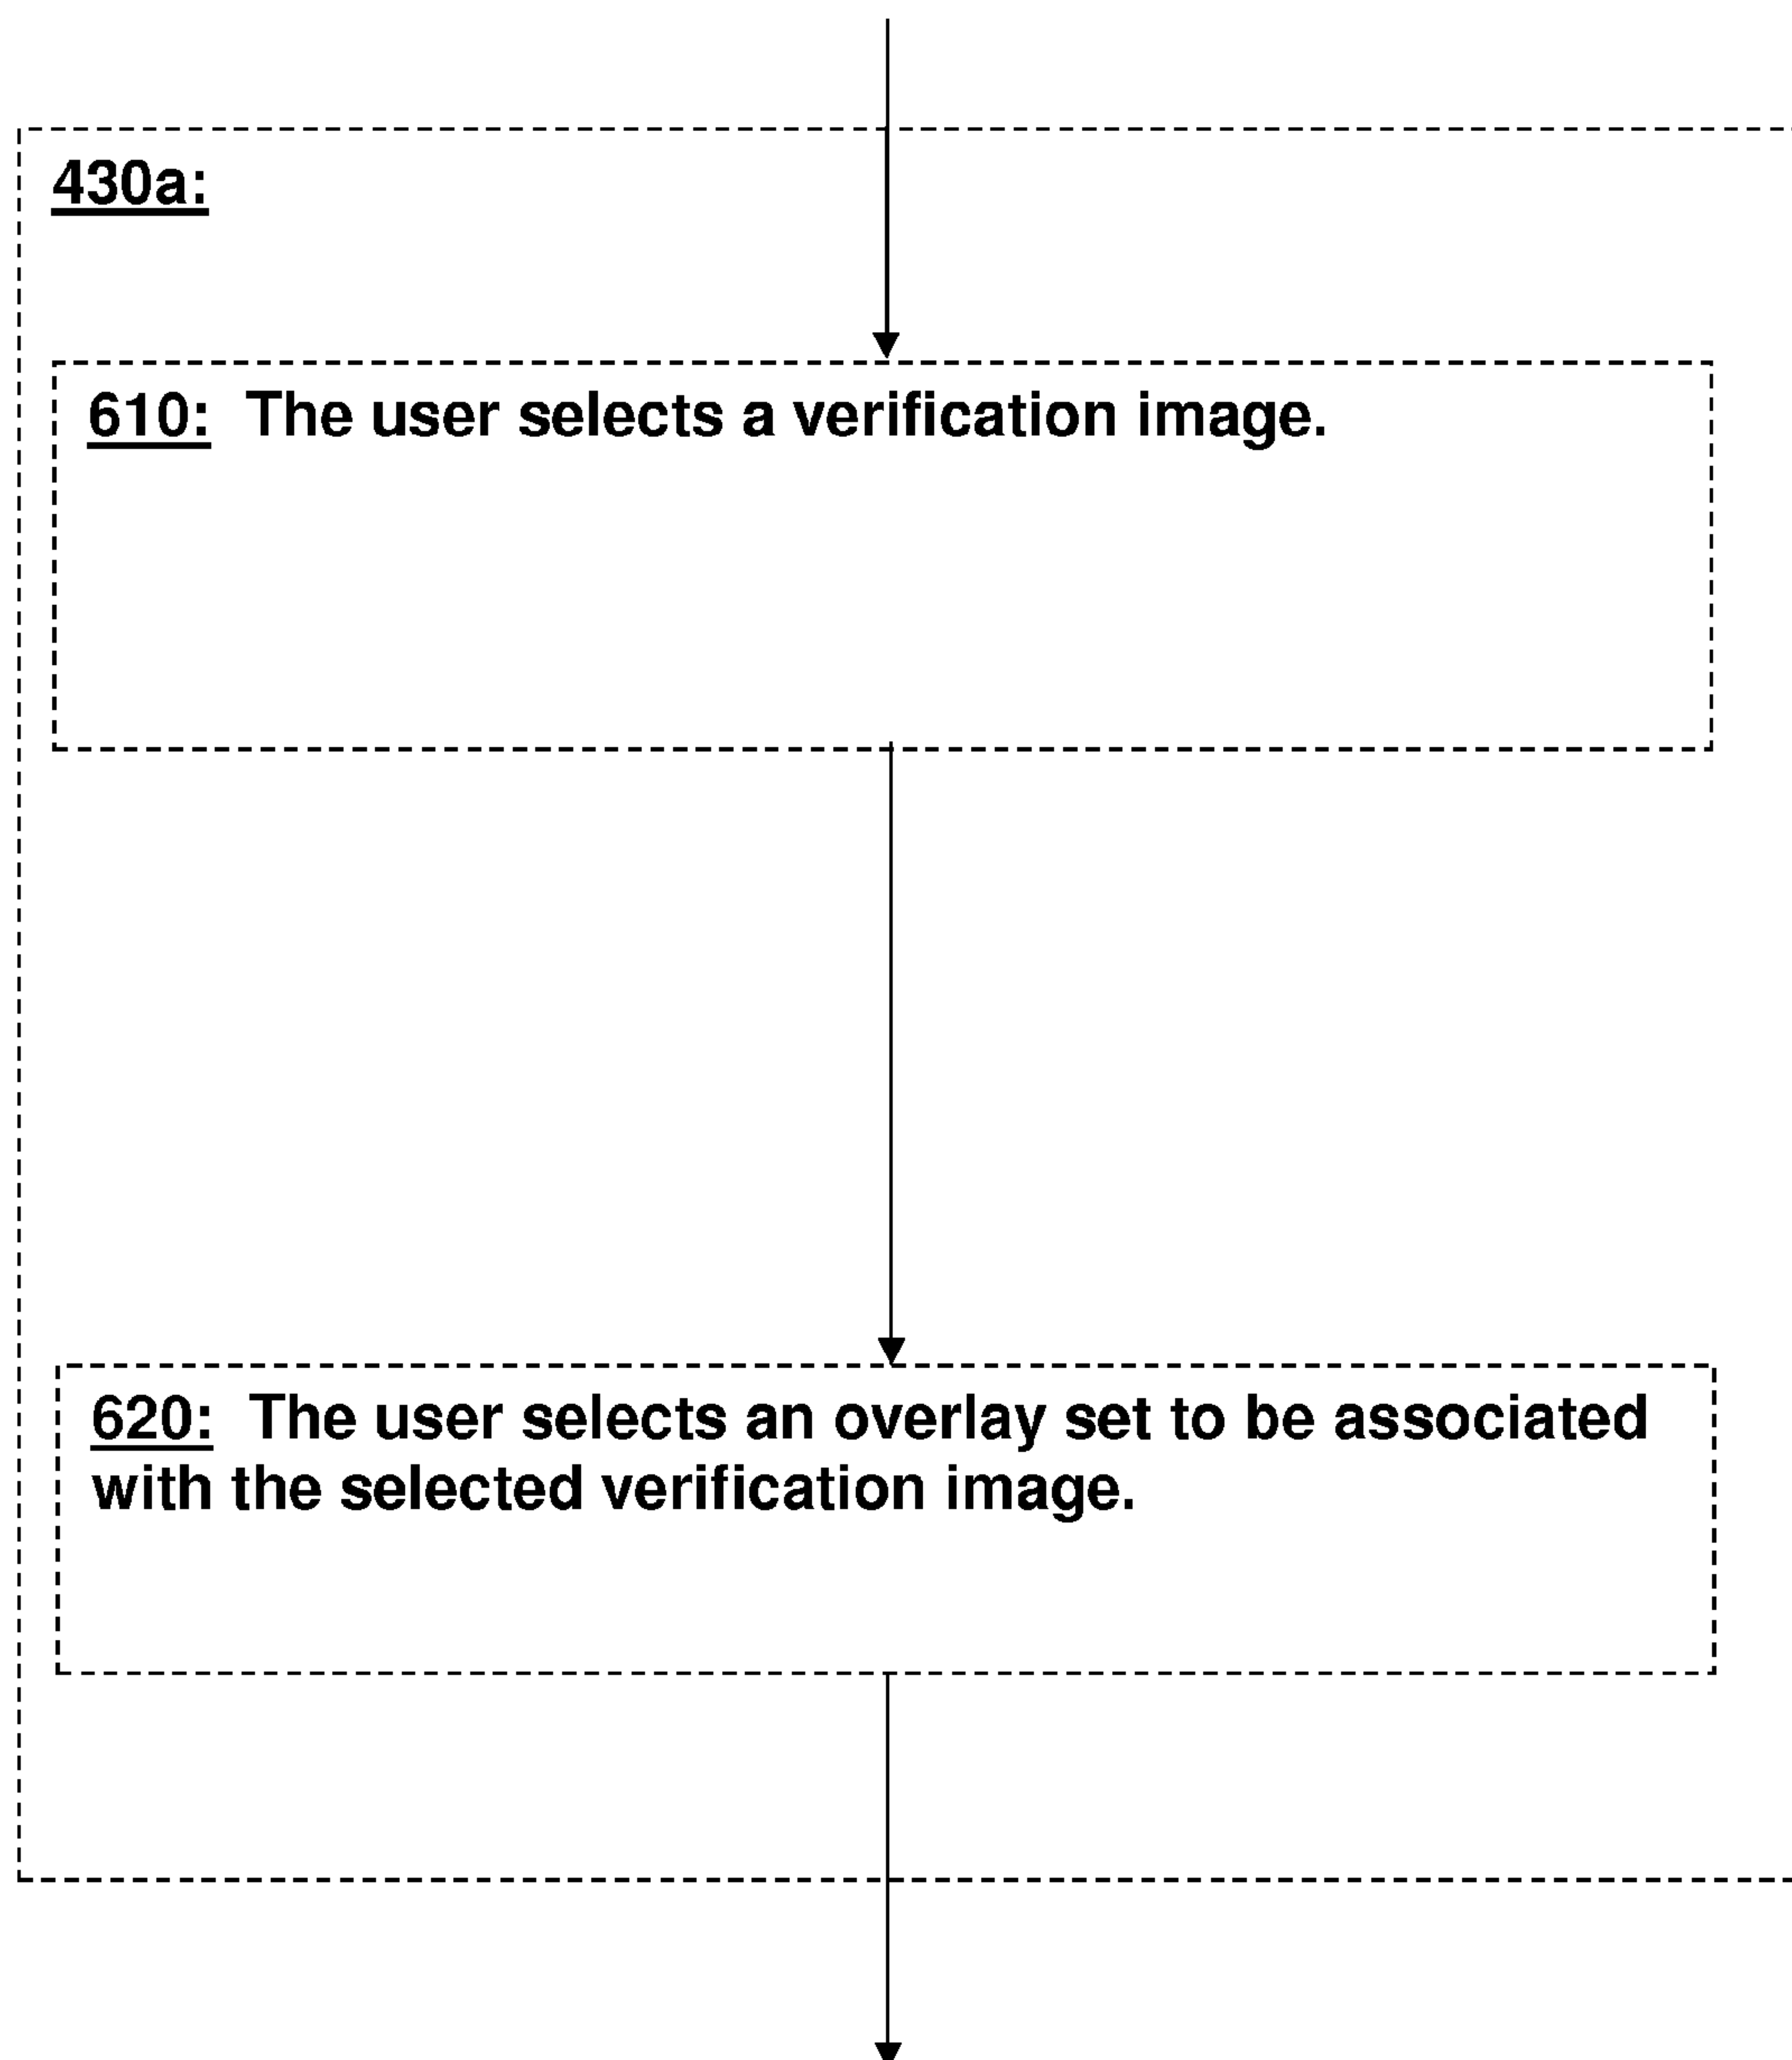 430a:
610: The user selects a verification image.
620: The user selects an overlay set to be associated
with the selected verification image.